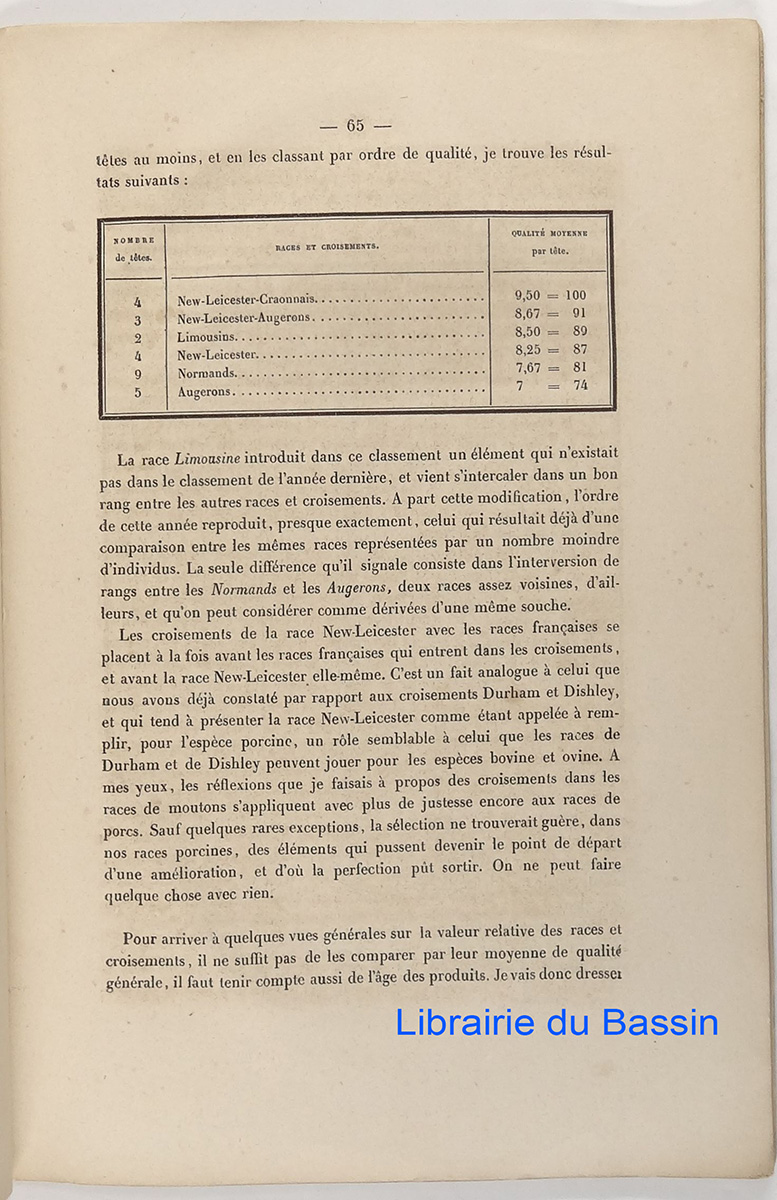 — 65 —
têtes au moins, et en les classant par ordre de qualité, je trouve les résul-
tats suivants :
NOMBRE de têtes. RACES ET CROISEMENTS. QUALITÉ MOYENNE par tête.
4 New-Leicester-Craonnais. 9,50 = 100
3 New-Leicester-Augerons. 8,67 = 91
2 Limousins. 8,50 = 89
4 New-Leicester. 8,25 = 87
9 Normands. 7,67 = 81
5 Augerons. 7 = 74
La race Limousine introduit dans ce classement un élément qui n'existait
pas dans le classement de l'année dernière, et vient s'intercaler dans un bon
rang entre les autres races et croisements. A part cette modification, l'ordre
de cette année reproduit, presque exactement, celui qui résultait déjà d'une
comparaison entre les mêmes races représentées par un nombre moindre
d'individus. La seule différence qu'il signale consiste dans l'interversion de
rangs entre les Normands et les Augerons, deux races assez voisines, d'ail-
leurs, et qu'on peut considérer comme dérivées d'une même souche.
Les croisements de la race New-Leicester avec les races françaises se
placent à la fois avant les races françaises qui entrent dans les croisements,
et avant la race New-Leicester elle-même. C'est un fait analogue à celui que
nous avons déjà constaté par rapport aux croisements Durham et Dishley,
et qui tend à présenter la race New-Leicester comme étant appelée à rem-
plir, pour l'espèce porcine, un rôle semblable à celui que les races de
Durham et de Dishley peuvent jouer pour les espèces bovine et ovine. A
mes yeux, les réflexions que je faisais à propos des croisements dans les
races de moutons s'appliquent avec plus de justesse encore aux races de
porcs. Sauf quelques rares exceptions, la sélection ne trouverait guère, dans
nos races porcines, des éléments qui pussent devenir le point de départ
d'une amélioration, et d'où la perfection pût sortir. On ne peut faire
quelque chose avec rien.
Pour arriver à quelques vues générales sur la valeur relative des races et
croisements, il ne suffit pas de les comparer par leur moyenne de qualité
générale, il faut tenir compte aussi de l'âge des produits. Je vais donc dresser
Librairie du Bassin